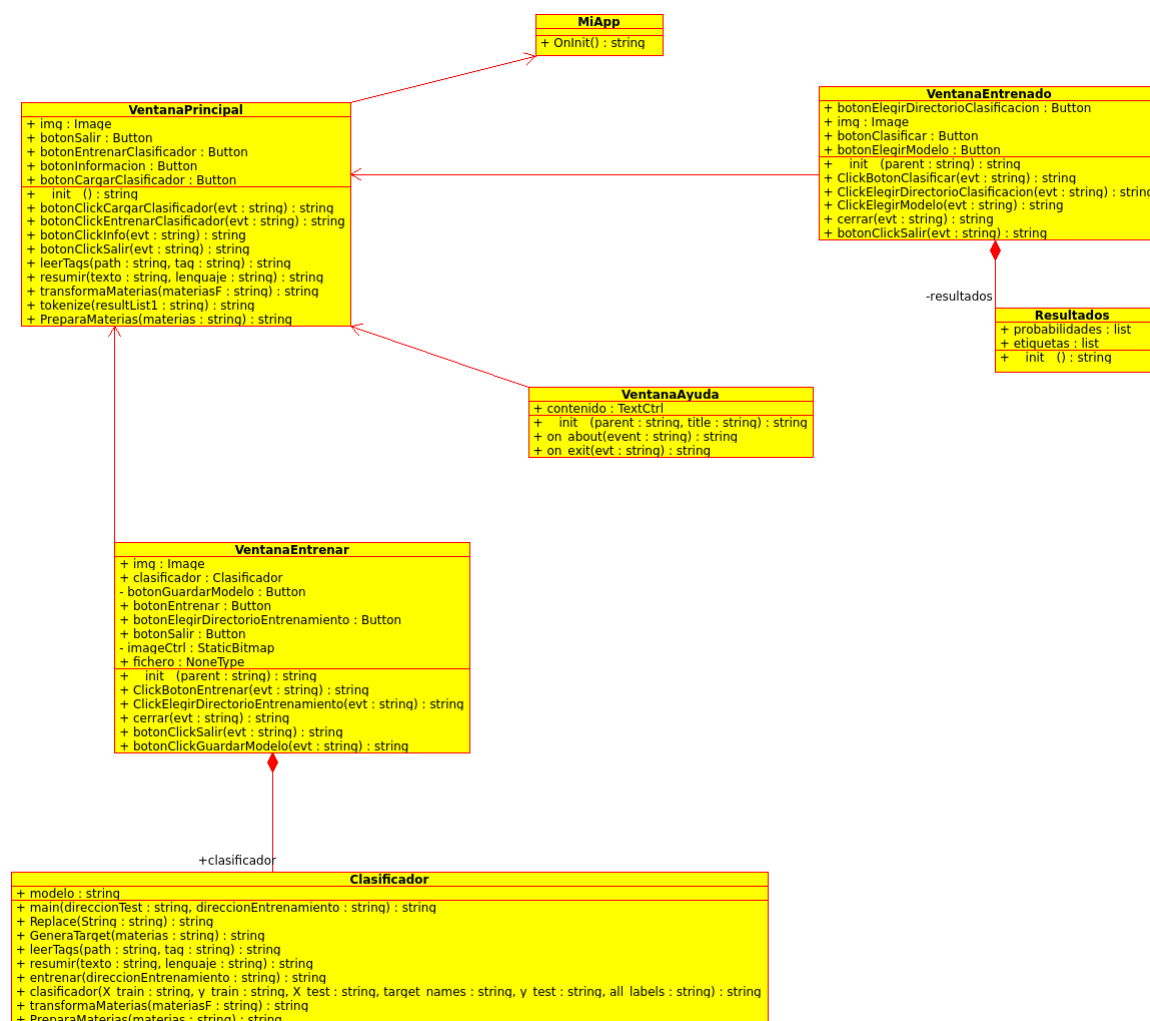 MiApp
+ OnInit() : string
VentanaPrincipal
+ img : Image
+ botonSalir : Button
+ botonEntrenarClasificador : Button
+ botonInformacion : Button
+ botonCargarClasificador : Button
+ __init__() : string
+ botonClickCargarClasificador(evt : string) : string
+ botonClickEntrenarClasificador(evt : string) : string
+ botonClickInfo(evt : string) : string
+ botonClickSalir(evt : string) : string
+ leerTags(path : string, tag : string) : string
+ resumir(texto : string, lenguaje : string) : string
+ transformaMaterias(materiasF : string) : string
+ tokenize(resultList1 : string) : string
+ PreparaMaterias(materias : string) : string
VentanaEntrenado
+ botonElegirDirectorioClasificacion : Button
+ img : Image
+ botonClasificar : Button
+ botonElegirModelo : Button
+ __init__(parent : string) : string
+ ClickBotonClasificar(evt : string) : string
+ ClickElegirDirectorioClasificacion(evt : string) : string
+ ClickElegirModelo(evt : string) : string
+ cerrar(evt : string) : string
+ botonClickSalir(evt : string) : string
-resultados
Resultados
+ probabilidades : list
+ etiquetas : list
+ __init__() : string
VentanaAyuda
+ contenido : TextCtrl
+ __init__(parent : string, title : string) : string
+ on_about(event : string) : string
+ on_exit(evt : string) : string
VentanaEntrenar
+ img : Image
+ clasificador : Clasificador
- botonGuardarModelo : Button
+ botonEntrenar : Button
+ botonElegirDirectorioEntrenamiento : Button
+ botonSalir : Button
- imageCtrl : StaticBitmap
+ fichero : NoneType
+ __init__(parent : string) : string
+ ClickBotonEntrenar(evt : string) : string
+ ClickElegirDirectorioEntrenamiento(evt : string) : string
+ cerrar(evt : string) : string
+ botonClickSalir(evt : string) : string
+ botonClickGuardarModelo(evt : string) : string
+clasificador
Clasificador
+ modelo : string
+ main(direccionTest : string, direccionEntrenamiento : string) : string
+ Replace(String : string) : string
+ GeneraTarget(materias : string) : string
+ leerTags(path : string, tag : string) : string
+ resumir(texto : string, lenguaje : string) : string
+ entrenar(direccionEntrenamiento : string) : string
+ clasificador(X_train : string, y_train : string, X_test : string, target_names : string, y_test : string, all_labels : string) : string
+ transformaMaterias(materiasF : string) : string
+ PreparaMaterias(materias : string) : string